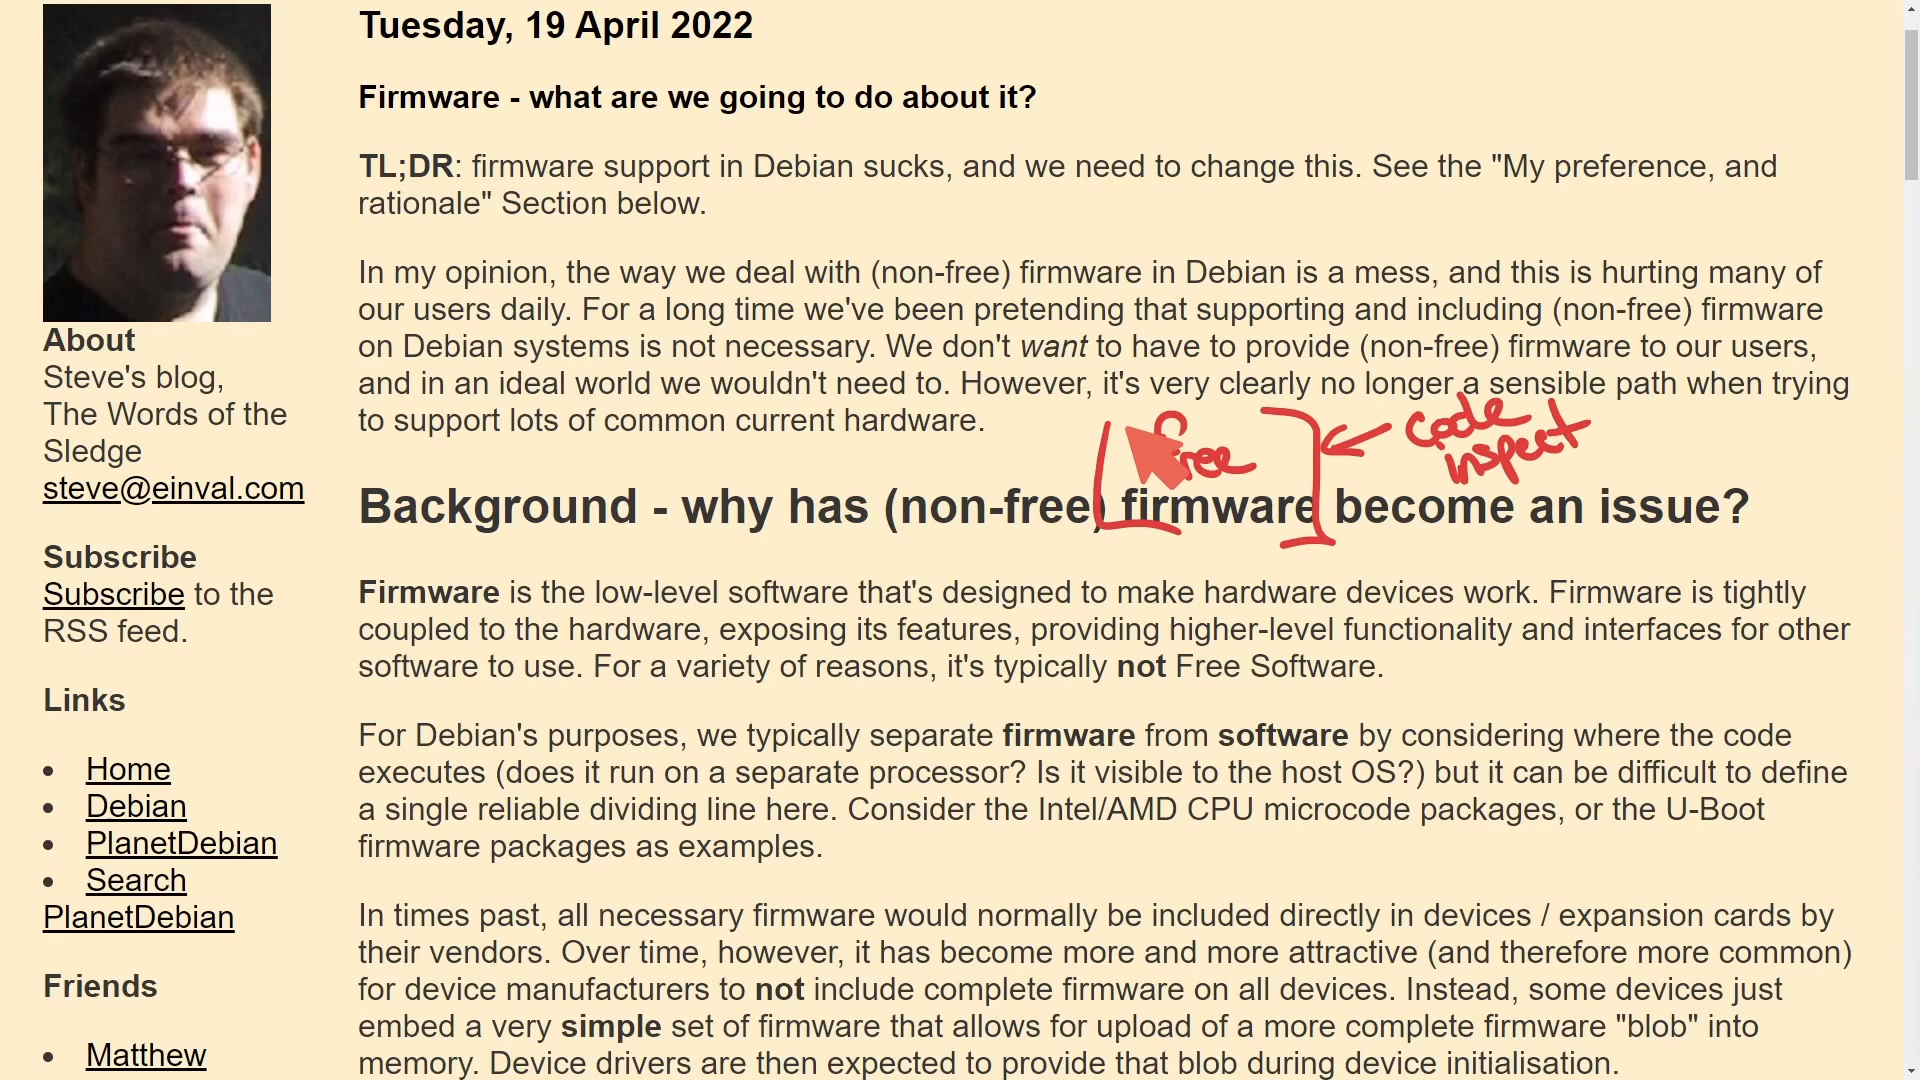 Tuesday, 19 April 2022
Firmware - what are we going to do about it?
TL;DR: firmware support in Debian sucks, and we need to change this. See the "My preference, and
rationale" Section below.
In my opinion, the way we deal with (non-free) firmware in Debian is a mess, and this is hurting many of
our users daily. For a long time we've been pretending that supporting and including (non-free) firmware
on Debian systems is not necessary. We don't want to have to provide (non-free) firmware to our users,
and in an ideal world we wouldn't need to. However, it's very clearly no longer a sensible path when trying
to support lots of common current hardware.
free
code
inspect
Background - why has (non-free) firmware become an issue?
Firmware is the low-level software that's designed to make hardware devices work. Firmware is tightly
coupled to the hardware, exposing its features, providing higher-level functionality and interfaces for other
software to use. For a variety of reasons, it's typically not Free Software.
For Debian's purposes, we typically separate firmware from software by considering where the code
executes (does it run on a separate processor? Is it visible to the host OS?) but it can be difficult to define
a single reliable dividing line here. Consider the Intel/AMD CPU microcode packages, or the U-Boot
firmware packages as examples.
In times past, all necessary firmware would normally be included directly in devices / expansion cards by
their vendors. Over time, however, it has become more and more attractive (and therefore more common)
for device manufacturers to not include complete firmware on all devices. Instead, some devices just
embed a very simple set of firmware that allows for upload of a more complete firmware "blob" into
memory. Device drivers are then expected to provide that blob during device initialisation.
About
Steve's blog,
The Words of the
Sledge
steve@einval.com
Subscribe
Subscribe to the
RSS feed.
Links
Home
Debian
PlanetDebian
Search
PlanetDebian
Friends
Matthew